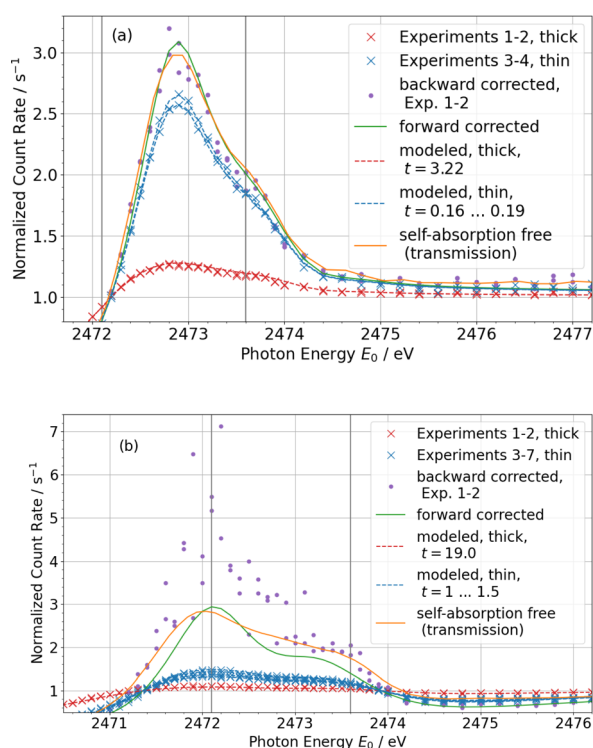 (a)
Experiments 1-2, thick
Experiments 3-4, thin
backward corrected,
Exp. 1-2
forward corrected
modeled, thick,
t = 3.22
modeled, thin,
t = 0.16 ... 0.19
self-absorption free
(transmission)
Normalized Count Rate / s⁻¹
3.0
2.5
2.0
1.5
1.0
2472
2473
2474
2475
2476
2477
Photon Energy E₀ / eV
(b)
Experiments 1-2, thick
Experiments 3-7, thin
backward corrected,
Exp. 1-2
forward corrected
modeled, thick,
t = 19.0
modeled, thin,
t = 1 ... 1.5
self-absorption free
(transmission)
Normalized Count Rate / s⁻¹
7
6
5
4
3
2
1
2471
2472
2473
2474
2475
2476
Photon Energy E₀ / eV